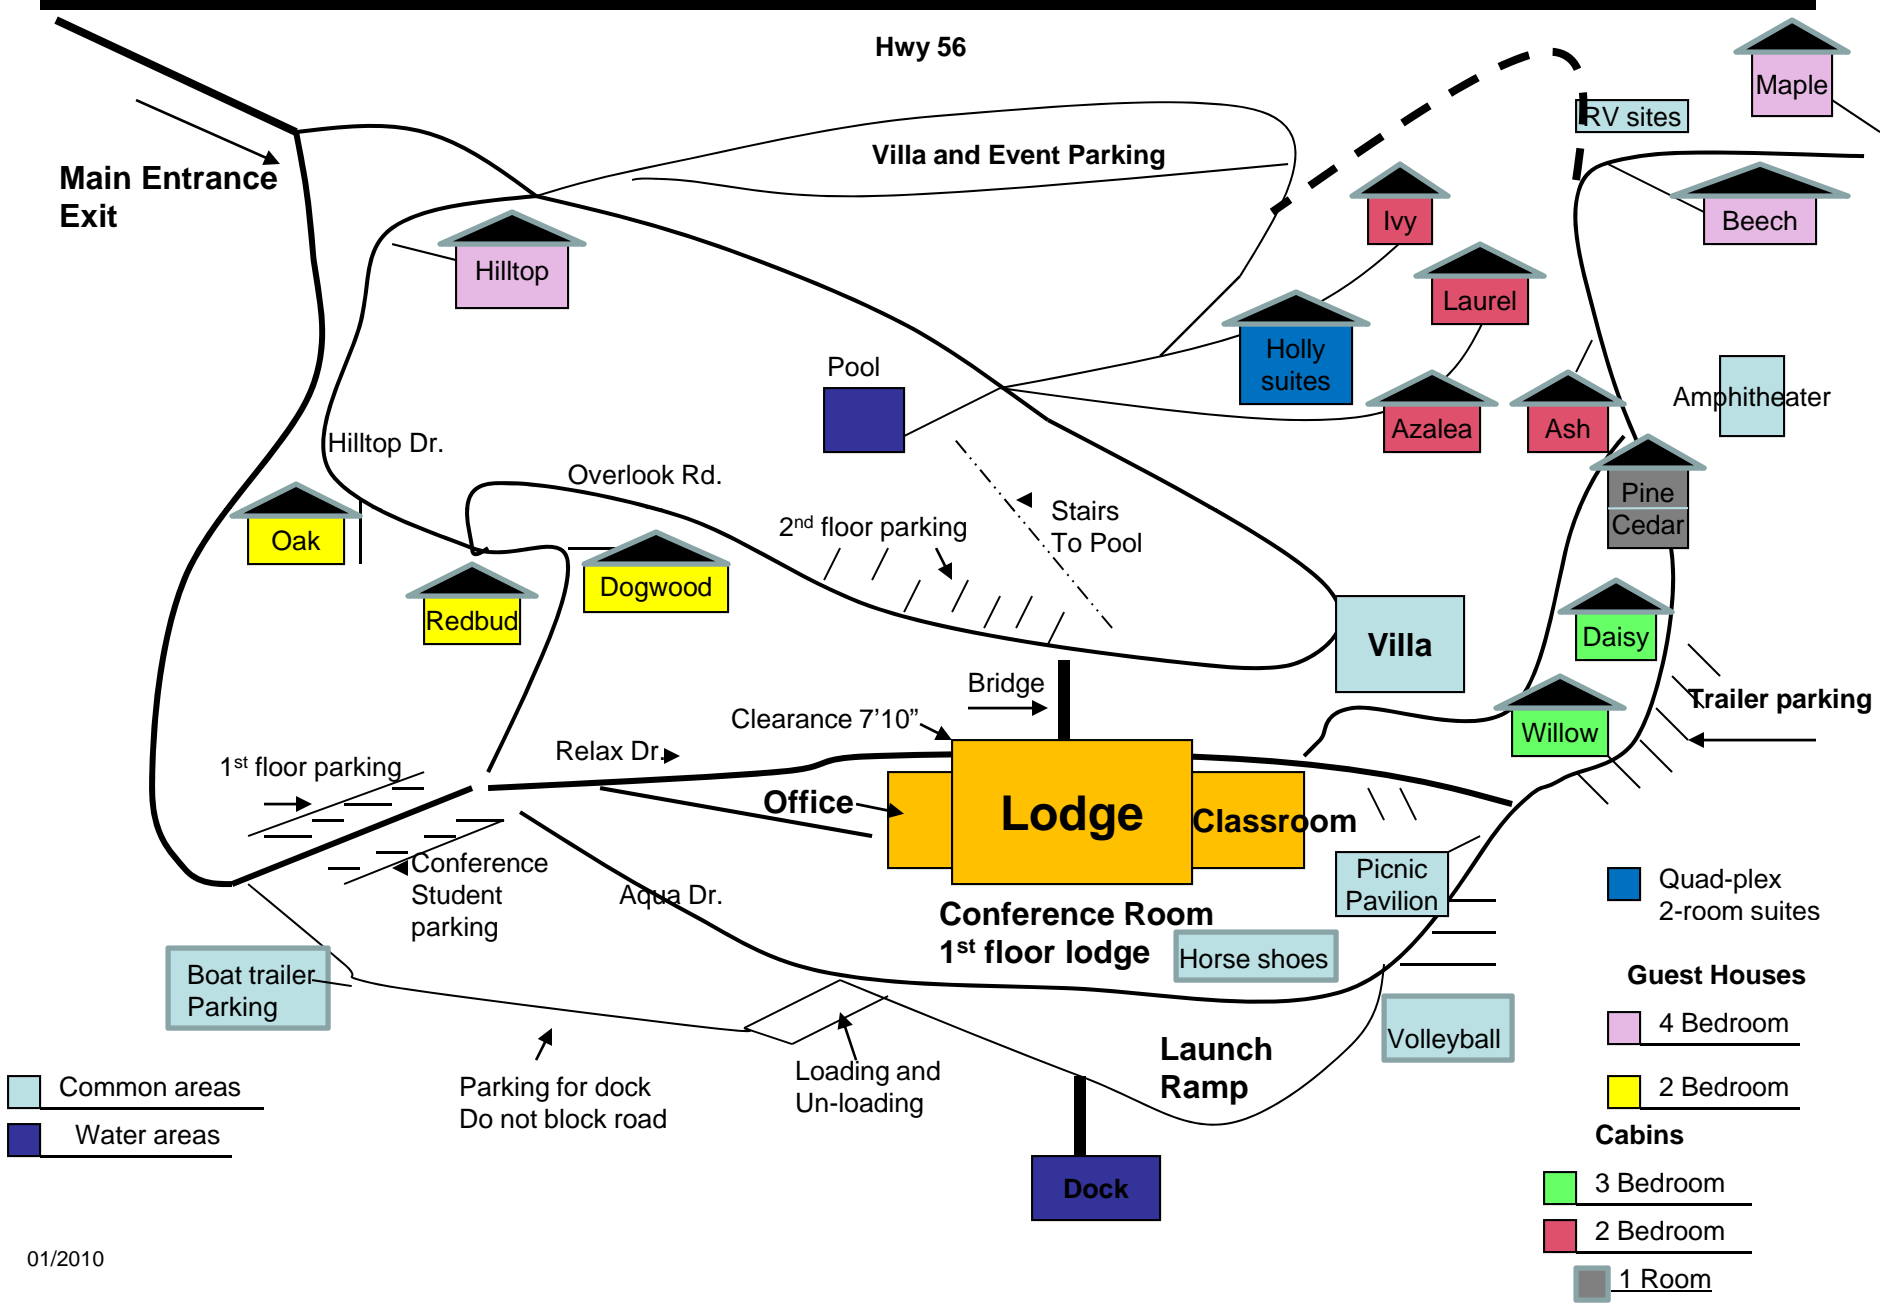 Hwy 56
Maple
RV sites
Villa and Event Parking
Main Entrance
Exit
Ivy
Beech
Hilltop
Laurel
Holly
suites
Pool
Amphitheater
Azalea
Ash
Hilltop Dr.
Overlook Rd.
Pine
Cedar
2nd floor parking
Stairs
To Pool
Oak
Dogwood
Redbud
Daisy
Villa
Bridge
Trailer parking
Clearance 7’10”
Willow
Relax Dr.
1st floor parking
Office
Lodge
Classroom
Conference
Student
parking
Aqua Dr.
Picnic
Pavilion
Quad-plex
2-room suites
Conference Room
1st floor lodge
Horse shoes
Boat trailer
Parking
Guest Houses
4 Bedroom
Volleyball
Launch
Ramp
Loading and
Un-loading
Parking for dock
Do not block road
Common areas
Water areas
2 Bedroom
Cabins
3 Bedroom
2 Bedroom
1 Room
Dock
01/2010